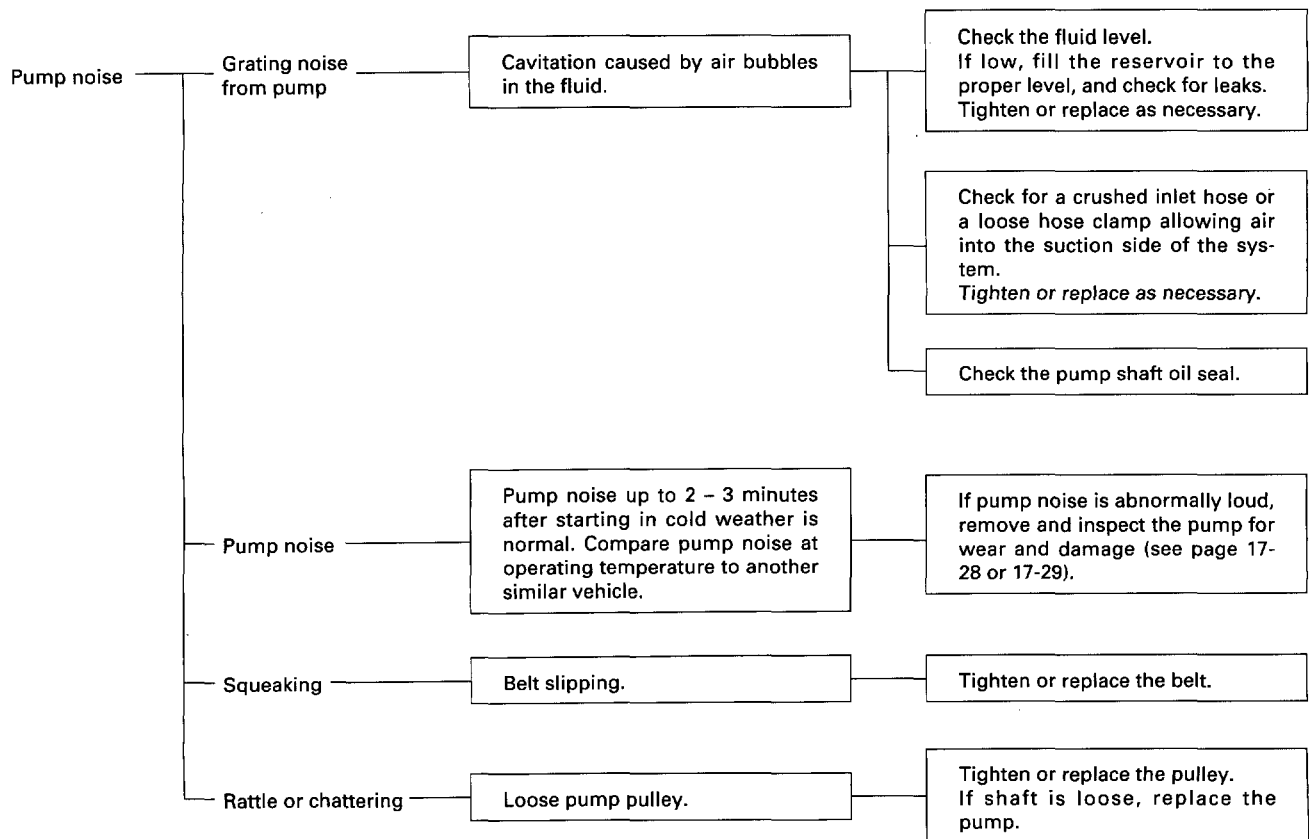 Pump noise
Grating noise
from pump
Cavitation caused by air bubbles
in the fluid.
Check the fluid level.
If low, fill the reservoir to the
proper level, and check for leaks.
Tighten or replace as necessary.
Check for a crushed inlet hose or
a loose hose clamp allowing air
into the suction side of the sys-
tem.
Tighten or replace as necessary.
Check the pump shaft oil seal.
Pump noise
Pump noise up to 2 – 3 minutes
after starting in cold weather is
normal. Compare pump noise at
operating temperature to another
similar vehicle.
If pump noise is abnormally loud,
remove and inspect the pump for
wear and damage (see page 17-
28 or 17-29).
Squeaking
Belt slipping.
Tighten or replace the belt.
Rattle or chattering
Loose pump pulley.
Tighten or replace the pulley.
If shaft is loose, replace the
pump.